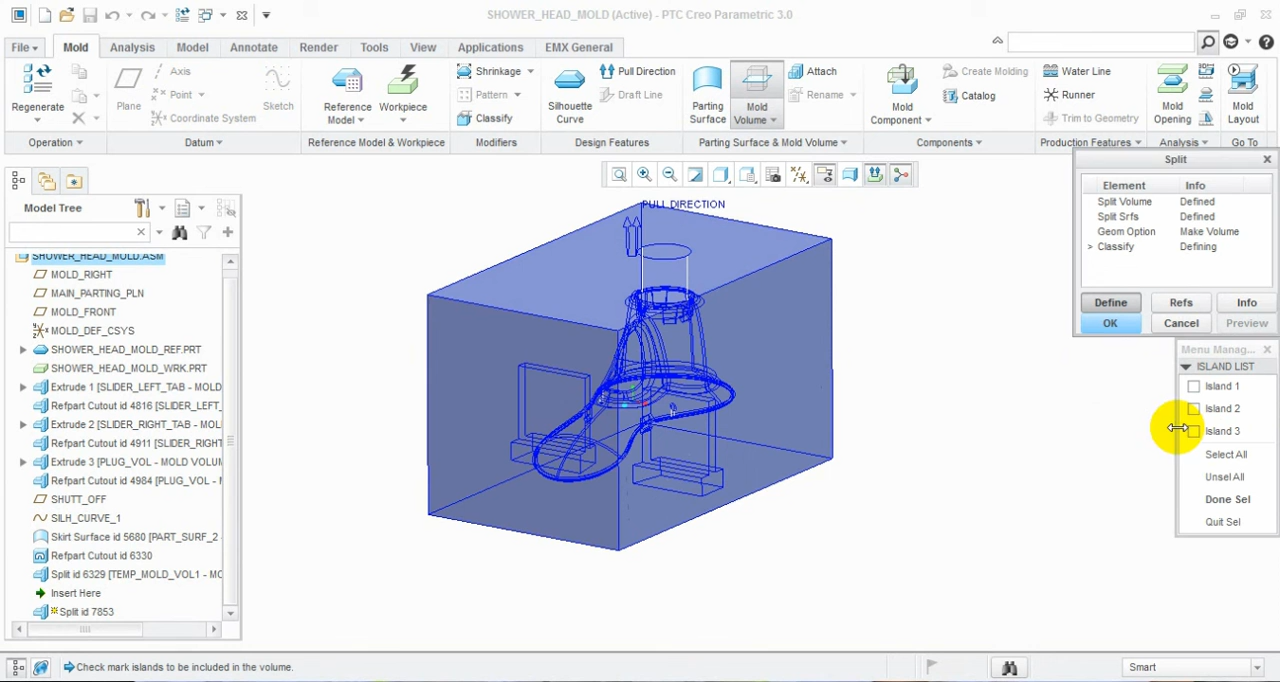 SHOWER_HEAD_MOLD (Active) - PTC Creo Parametric 3.0
File Mold Analysis Model Annotate Render Tools View Applications EMX General
Regenerate
Plane
Axis
Point
Coordinate System
Sketch
Reference Model
Workpiece
Shrinkage
Pattern
Classify
Silhouette Curve
Pull Direction
Draft Line
Parting Surface
Mold Volume
Attach
Rename
Mold Component
Create Molding
Catalog
Water Line
Runner
Trim to Geometry
Mold Opening
Mold Layout
Operation Datum Reference Model & Workpiece Modifiers Design Features Parting Surface & Mold Volume Components Production Features Analysis Go To
Model Tree
SHOWER_HEAD_MOLD.ASM
MOLD_RIGHT
MAIN_PARTING_PLN
MOLD_FRONT
MOLD_DEF_CSYS
SHOWER_HEAD_MOLD_REF.PRT
SHOWER_HEAD_MOLD_WRK.PRT
Extrude 1 [SLIDER_LEFT_TAB - MOLD
Refpart Cutout id 4816 [SLIDER_LEFT_
Extrude 2 [SLIDER_RIGHT_TAB - MOL
Refpart Cutout id 4911 [SLIDER_RIGHT
Extrude 3 [PLUG_VOL - MOLD VOLUM
Refpart Cutout id 4984 [PLUG_VOL - M
SHUTT_OFF
SILH_CURVE_1
Skirt Surface id 5680 [PART_SURF_2
Refpart Cutout id 6330
Split id 6329 [TEMP_MOLD_VOL1 - MO
Insert Here
Split id 7853
PULL DIRECTION
Split
Element Info
Split Volume Defined
Split Srfs Defined
Geom Option Make Volume
> Classify Defining
Define Refs Info
OK Cancel Preview
Menu Manag...
ISLAND LIST
Island 1
Island 2
Island 3
Select All
Unsel All
Done Sel
Quit Sel
Check mark islands to be included in the volume.
Smart